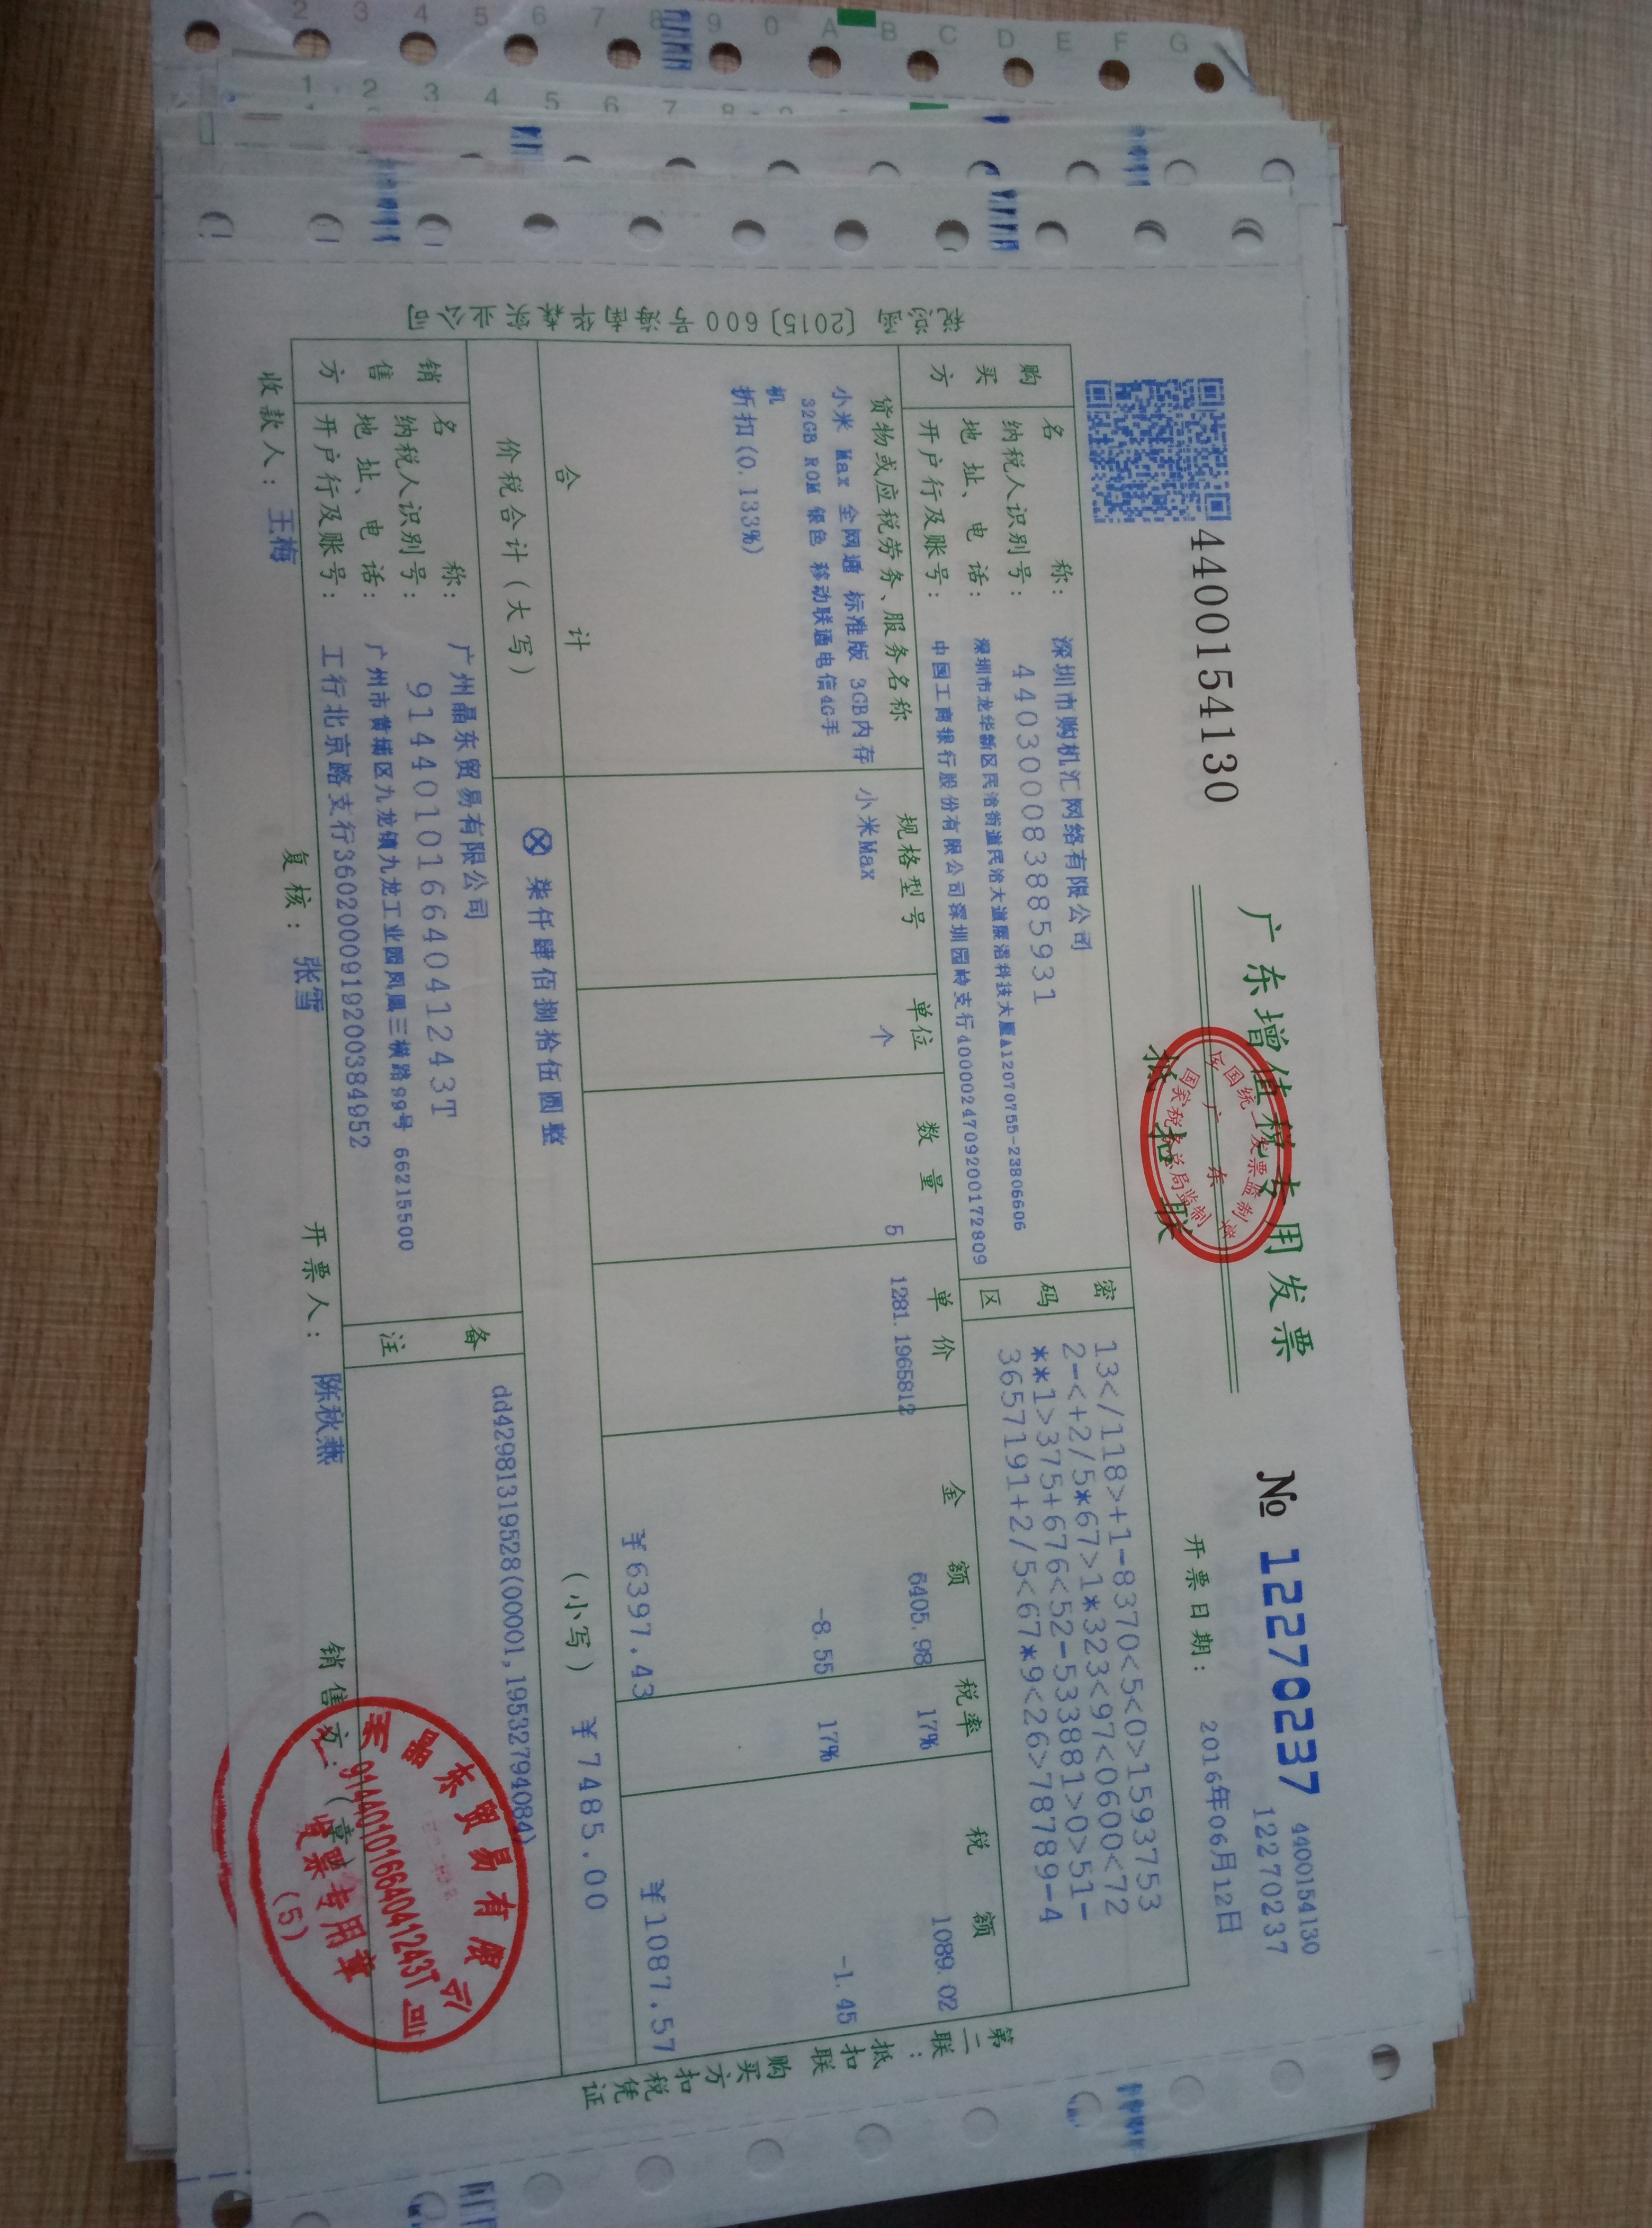 4400154130
广东增值税专用发票
抵扣联
№ 12270237
4400154130
12270237
开票日期: 2016年06月12日
购买方
名 称: 深圳市购机汇网络有限公司
纳税人识别号: 440300083885931
地址、电话: 深圳市龙华新区民治街道民治大道展滔科技大厦A12070755-23806606
开户行及账号: 中国工商银行股份有限公司深圳园岭支行4000024709200172809
密码区
13</118>+1-8370<5<0>1593753
2-<+2/5*67>1*323<97<0600<72
**1>375+676<52-533881>0>51-
3657191+2/5<67*9<26>78789-4
货物或应税劳务、服务名称 规格型号 单位 数量 单价 金额 税率 税额
小米 Max 全网通 标准版 3GB内存 小米Max 个 5 1281.1965812 6405.98 17% 1089.02
32GB ROM 银色 移动联通电信4G手
机
折扣(0.133%) -8.55 17% -1.45
合计 ¥6397.43 ¥1087.57
价税合计(大写) ⊗ 柒仟肆佰捌拾伍圆整 (小写) ¥7485.00
销售方
名 称: 广州晶东贸易有限公司
纳税人识别号: 91440101664041243T
地址、电话: 广州市黄埔区九龙镇九龙工业园凤凰三横路99号 66215500
开户行及账号: 工行北京路支行3602000919200384952
备注
dd42981319528(00001,19532794084)
收款人: 王梅 复核: 张雪 开票人: 陈秋燕 销售方:(章)
第二联:抵扣联 购买方扣税凭证
[2015]600号海南华森实业公司
全国统一发票监制章
广东
国家税务总局监制
晶东贸易有限公司
91440101664041243T
发票专用章
(5)
2 3 4 5 6 7 8 9 0 A B C D E F G
1 2 3 4 5 6 7